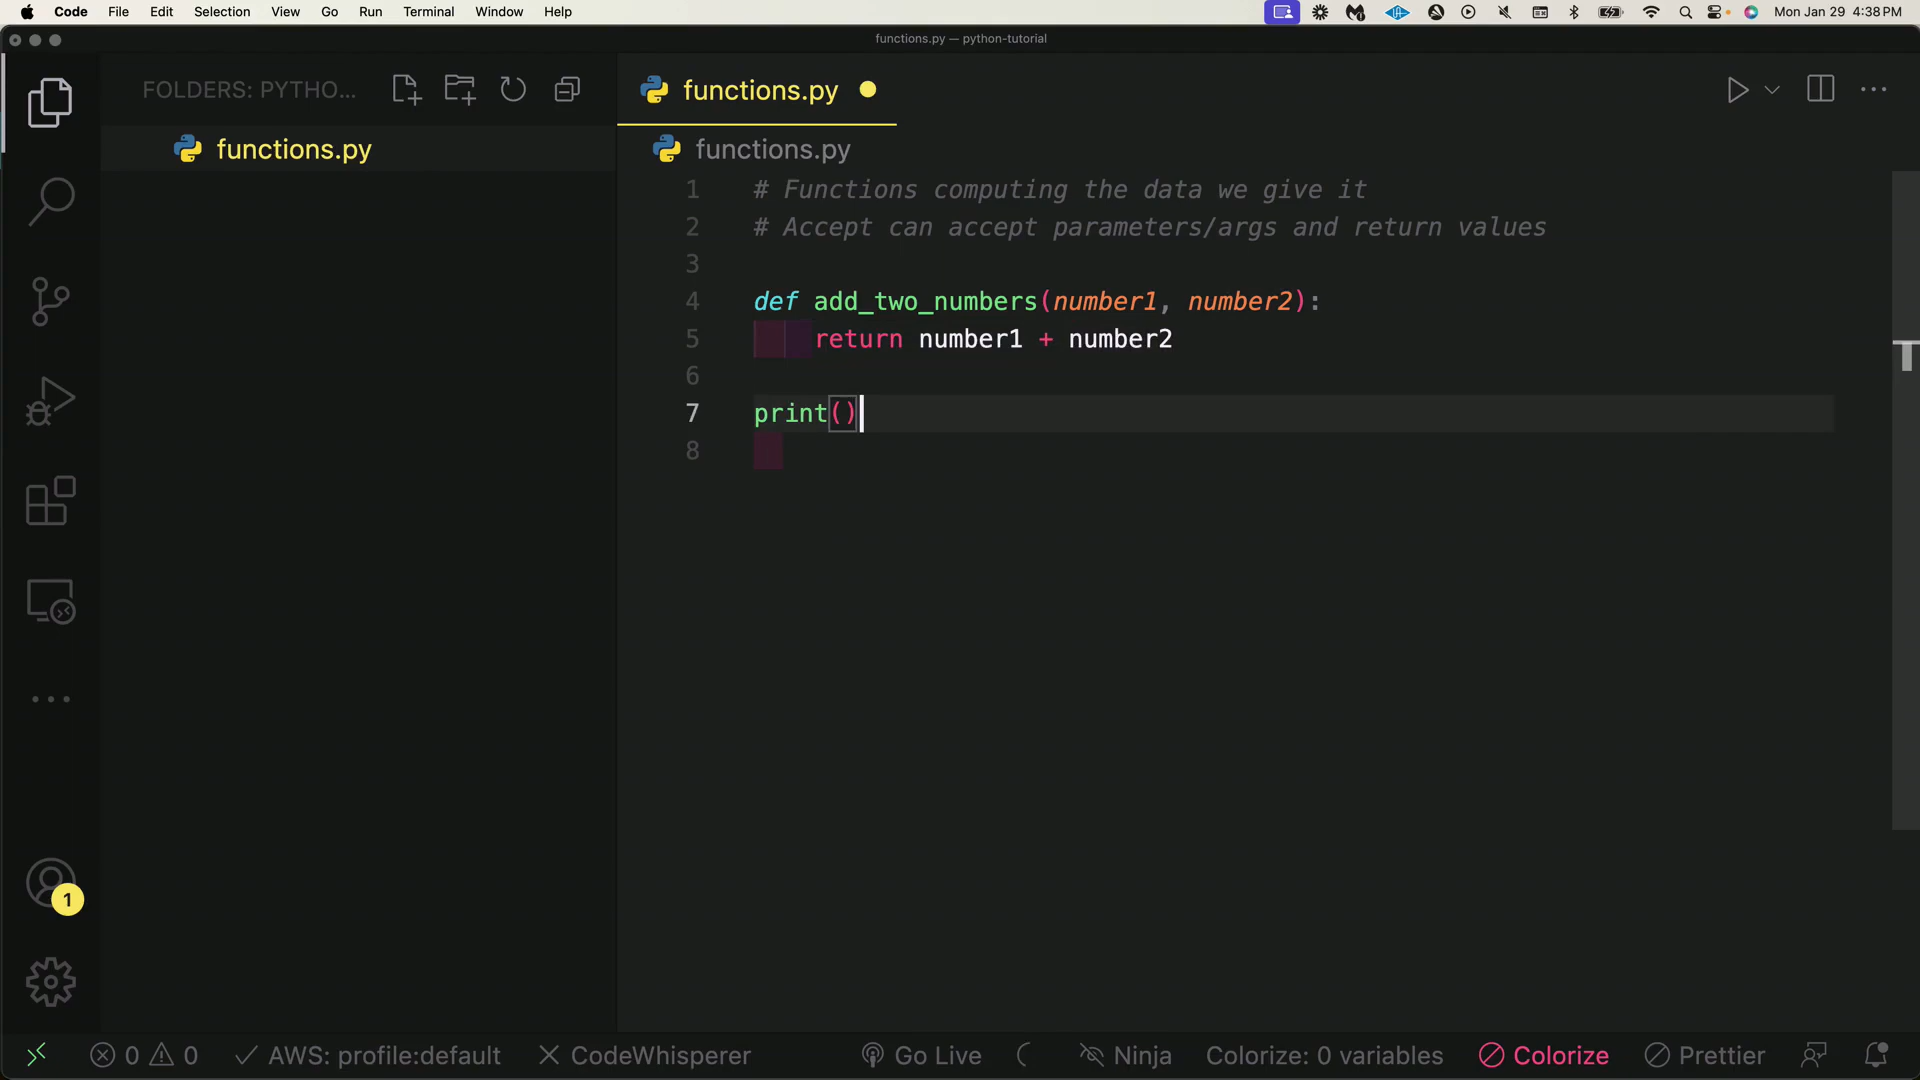 Code File Edit Selection View Go Run Terminal Window Help Mon Jan 29 4:38 PM
functions.py — python-tutorial
FOLDERS: PYTHO...
functions.py
functions.py
functions.py
1 # Functions computing the data we give it
2 # Accept can accept parameters/args and return values
3
4 def add_two_numbers(number1, number2):
5 return number1 + number2
6
7 print()
8
1
0 0 AWS: profile:default CodeWhisperer Go Live Ninja Colorize: 0 variables Colorize Prettier